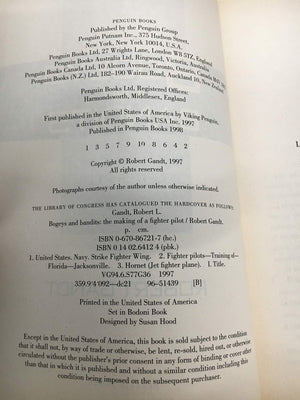 PENGUIN BOOKS
Published by the Penguin Group
Penguin Putnam Inc., 375 Hudson Street,
New York, New York 10014, U.S.A.
Penguin Books Ltd, 27 Wrights Lane, London W8 5TZ, England
Penguin Books Australia Ltd, Ringwood, Victoria, Australia
Penguin Books Canada Ltd, 10 Alcorn Avenue, Toronto, Ontario, Canada
Penguin Books (N.Z.) Ltd, 182–190 Wairau Road, Auckland 10, New Zealand
Penguin Books Ltd, Registered Offices:
Harmondsworth, Middlesex, England
First published in the United States of America by Viking Penguin,
a division of Penguin Books USA Inc. 1997
Published in Penguin Books 1998
1 3 5 7 9 10 8 6 4 2
Copyright © Robert Gandt, 1997
All rights reserved
Photographs courtesy of the author unless otherwise indicated.
THE LIBRARY OF CONGRESS HAS CATALOGUED THE HARDCOVER AS FOLLOWS:
Gandt, Robert L.
Bogeys and bandits: the making of a fighter pilot / Robert Gandt.
p. cm.
ISBN 0-670-86721-7 (hc.)
ISBN 0 14 02.6412 4 (pbk.)
1. United States. Navy. Strike Fighter Wing. 2. Fighter pilots—Training of—
Florida—Jacksonville. 3. Hornet (Jet fighter plane). I. Title.
VG94.6.S77G36 1997
359.9'4'092—dc21 96-51439 [B]
Printed in the United States of America
Set in Bodoni Book
Designed by Susan Hood
Except in the United States of America, this book is sold subject to the condition
that it shall not, by way of trade or otherwise, be lent, re-sold, hired out, or otherwise
circulated without the publisher's prior consent in any form of binding or cover other
than that in which it is published and without a similar condition including this
condition being imposed on the subsequent purchaser.